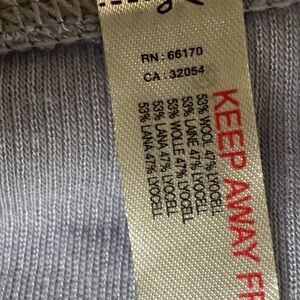 RN : 66170
CA : 32054
KEEP AWAY
53% WOOL 47% LYOCELL
53% LAINE 47% LYOCELL
53% WOLLE 47% LYOCELL
53% LANA 47% LYOCELL
53% LANA 47% LYOCELL